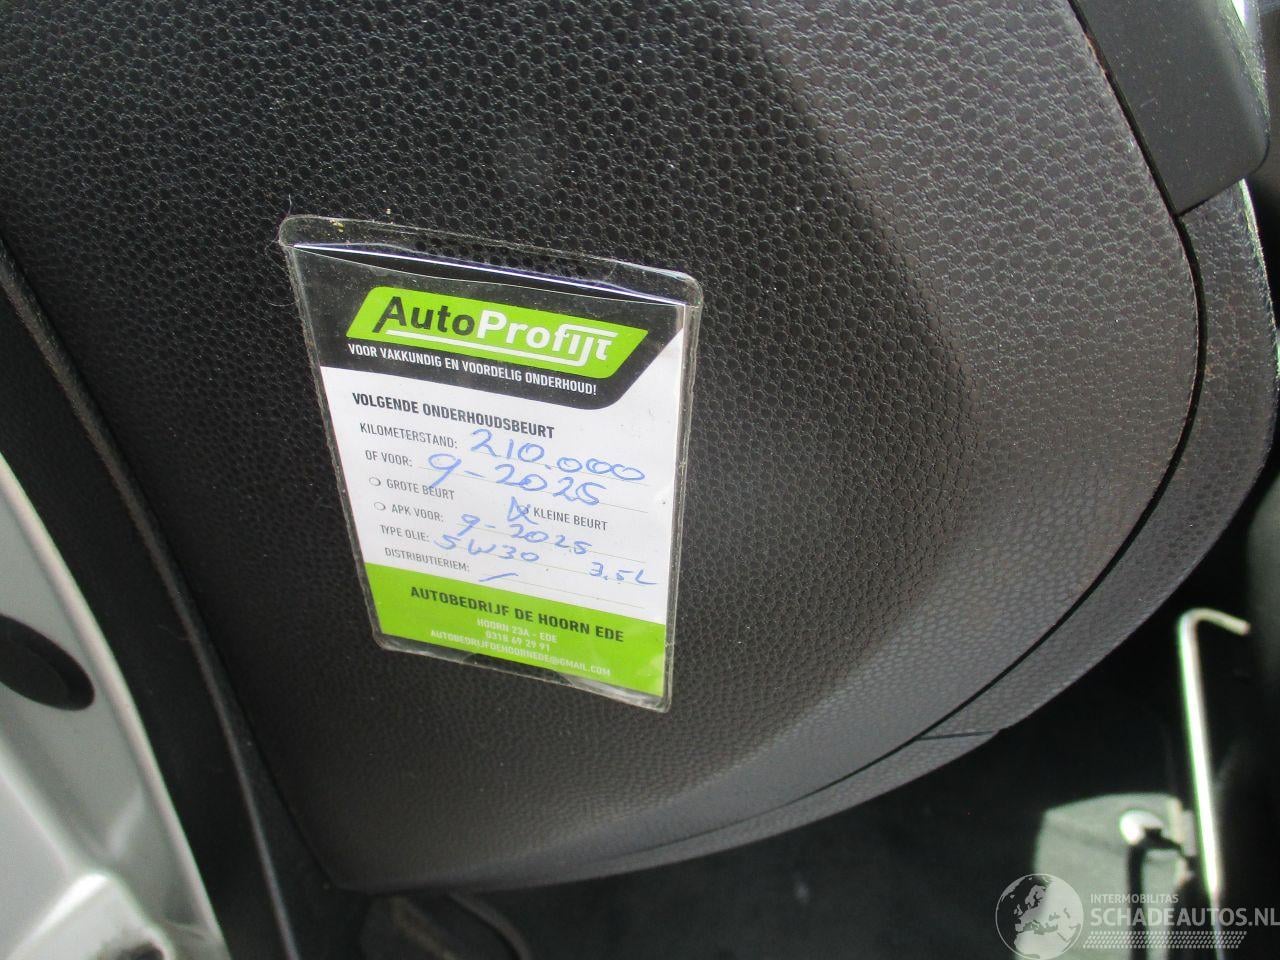 AutoProfijt
VOOR VAKKUNDIG EN VOORDELIG ONDERHOUD!
VOLGENDE ONDERHOUDSBEURT
KILOMETERSTAND: 210.000
OF VOOR: 9-2025
GROTE BEURT KLEINE BEURT
APK VOOR: 9-2025
TYPE OLIE: 5W30 3,5L
DISTRIBUTIERIEM: /
AUTOBEDRIJF DE HOORN EDE
HOORN 23A - EDE
0318 69 29 91
AUTOBEDRIJFDEHOORNEDE@GMAIL.COM
INTERMOBILITAS
SCHADEAUTOS.NL